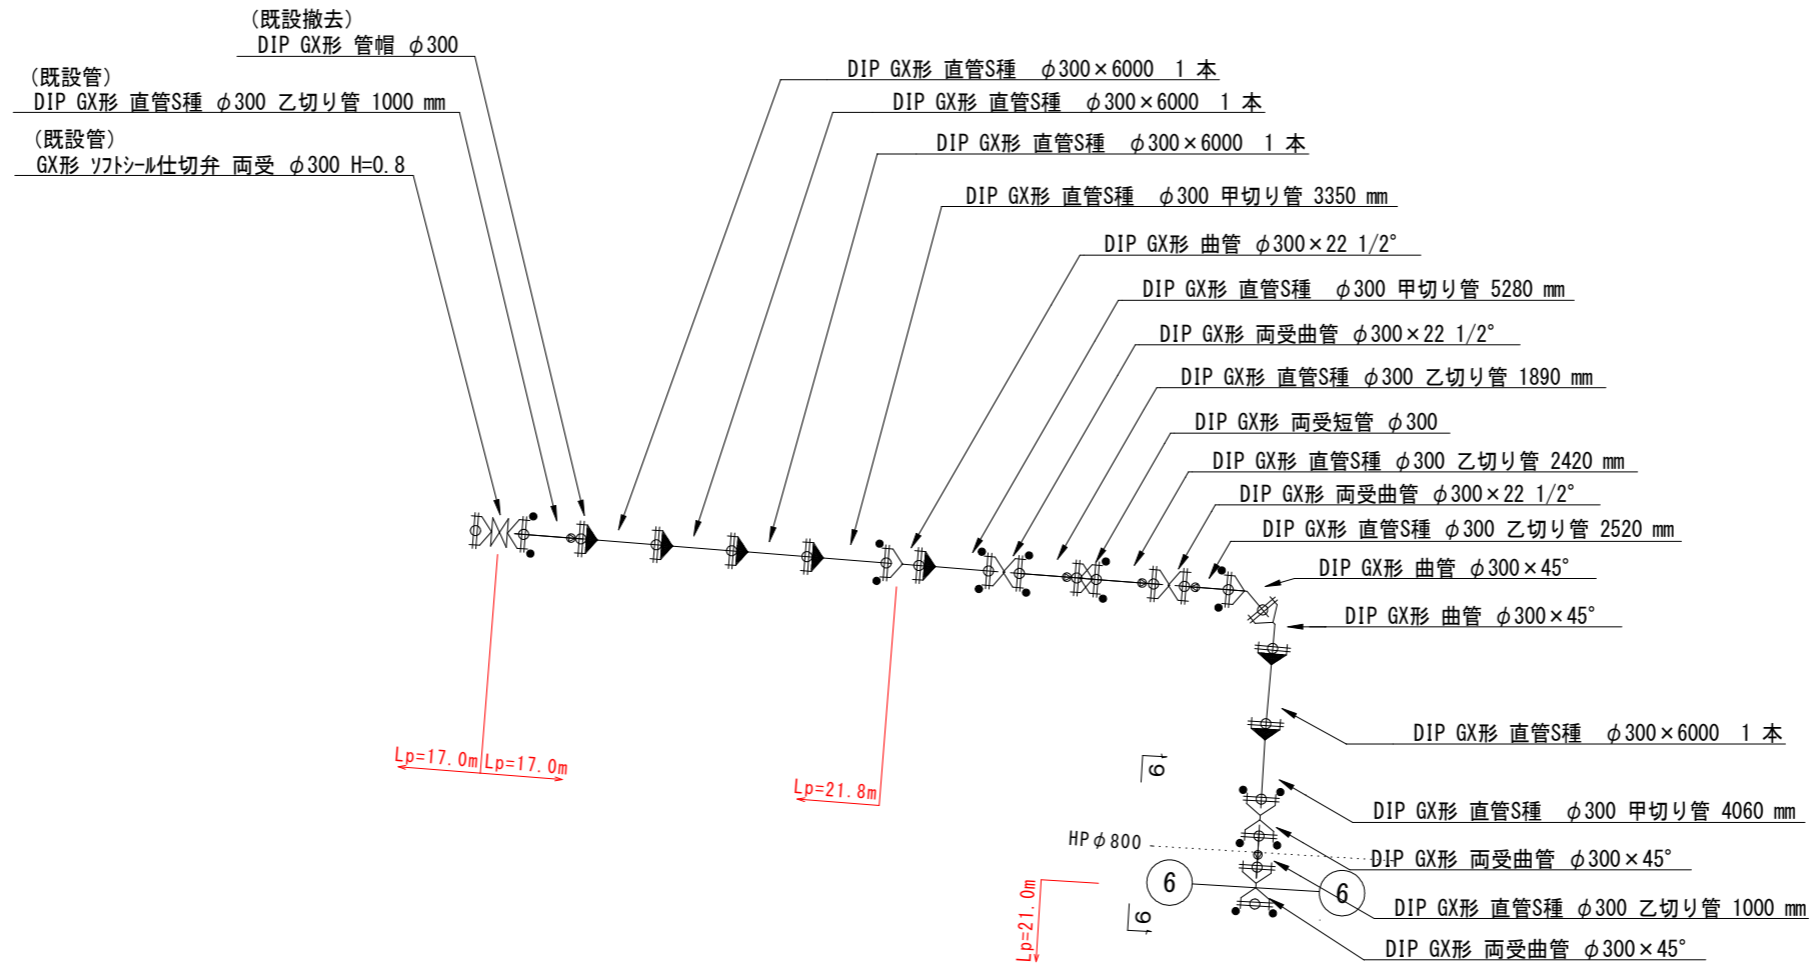 (既設撤去)
DIP GX形 管帽 φ300
(既設管)
DIP GX形 直管S種 φ300 乙切り管 1000 mm
(既設管)
GX形 ソフトシール仕切弁 両受 φ300 H=0.8
DIP GX形 直管S種 φ300×6000 1 本
DIP GX形 直管S種 φ300×6000 1 本
DIP GX形 直管S種 φ300×6000 1 本
DIP GX形 直管S種 φ300 甲切り管 3350 mm
DIP GX形 曲管 φ300×22 1/2°
DIP GX形 直管S種 φ300 甲切り管 5280 mm
DIP GX形 両受曲管 φ300×22 1/2°
DIP GX形 直管S種 φ300 乙切り管 1890 mm
DIP GX形 両受短管 φ300
DIP GX形 直管S種 φ300 乙切り管 2420 mm
DIP GX形 両受曲管 φ300×22 1/2°
DIP GX形 直管S種 φ300 乙切り管 2520 mm
DIP GX形 曲管 φ300×45°
DIP GX形 曲管 φ300×45°
DIP GX形 直管S種 φ300×6000 1 本
Lp=17.0m
Lp=17.0m
Lp=21.8m
6
DIP GX形 直管S種 φ300 甲切り管 4060 mm
HPφ800
DIP GX形 両受曲管 φ300×45°
6
6
DIP GX形 直管S種 φ300 乙切り管 1000 mm
6
Lp=21.0m
DIP GX形 両受曲管 φ300×45°